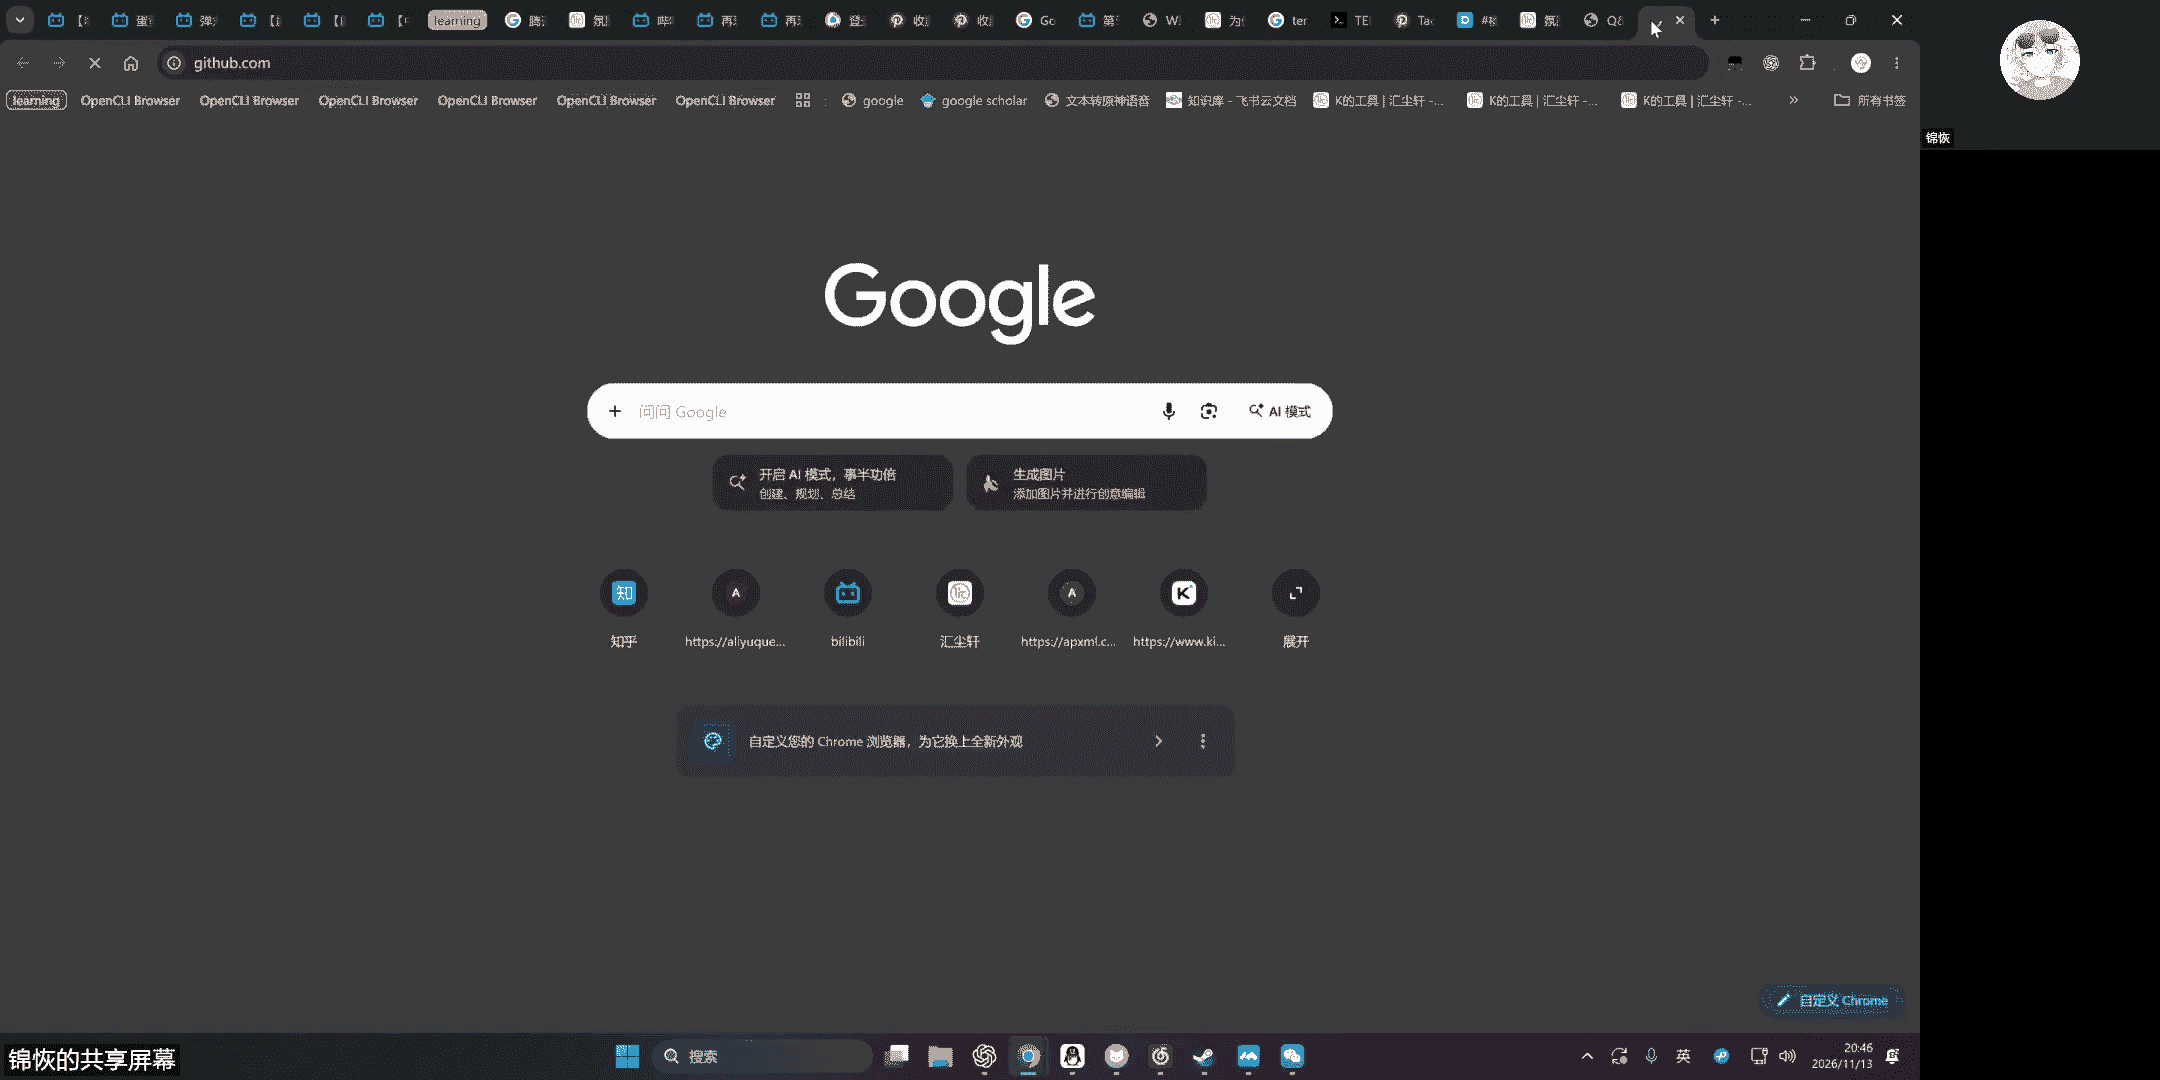 learning
github.com
learning OpenCLI Browser OpenCLI Browser OpenCLI Browser OpenCLI Browser OpenCLI Browser OpenCLI Browser google google scholar 文本转原神语音 知识库 - 飞书云文档 K的工具 | 汇尘轩 -... K的工具 | 汇尘轩 -... K的工具 | 汇尘轩 -... 所有书签
锦恢
Google
问问 Google
AI 模式
开启 AI 模式，事半功倍
创建、规划、总结
生成图片
添加图片并进行创意编辑
知乎 https://aliyuque... bilibili 汇尘轩 https://apxml.c... https://www.ki... 展开
自定义您的 Chrome 浏览器，为它换上全新外观
自定义 Chrome
锦恢的共享屏幕
搜索
英
20:46
2026/11/13